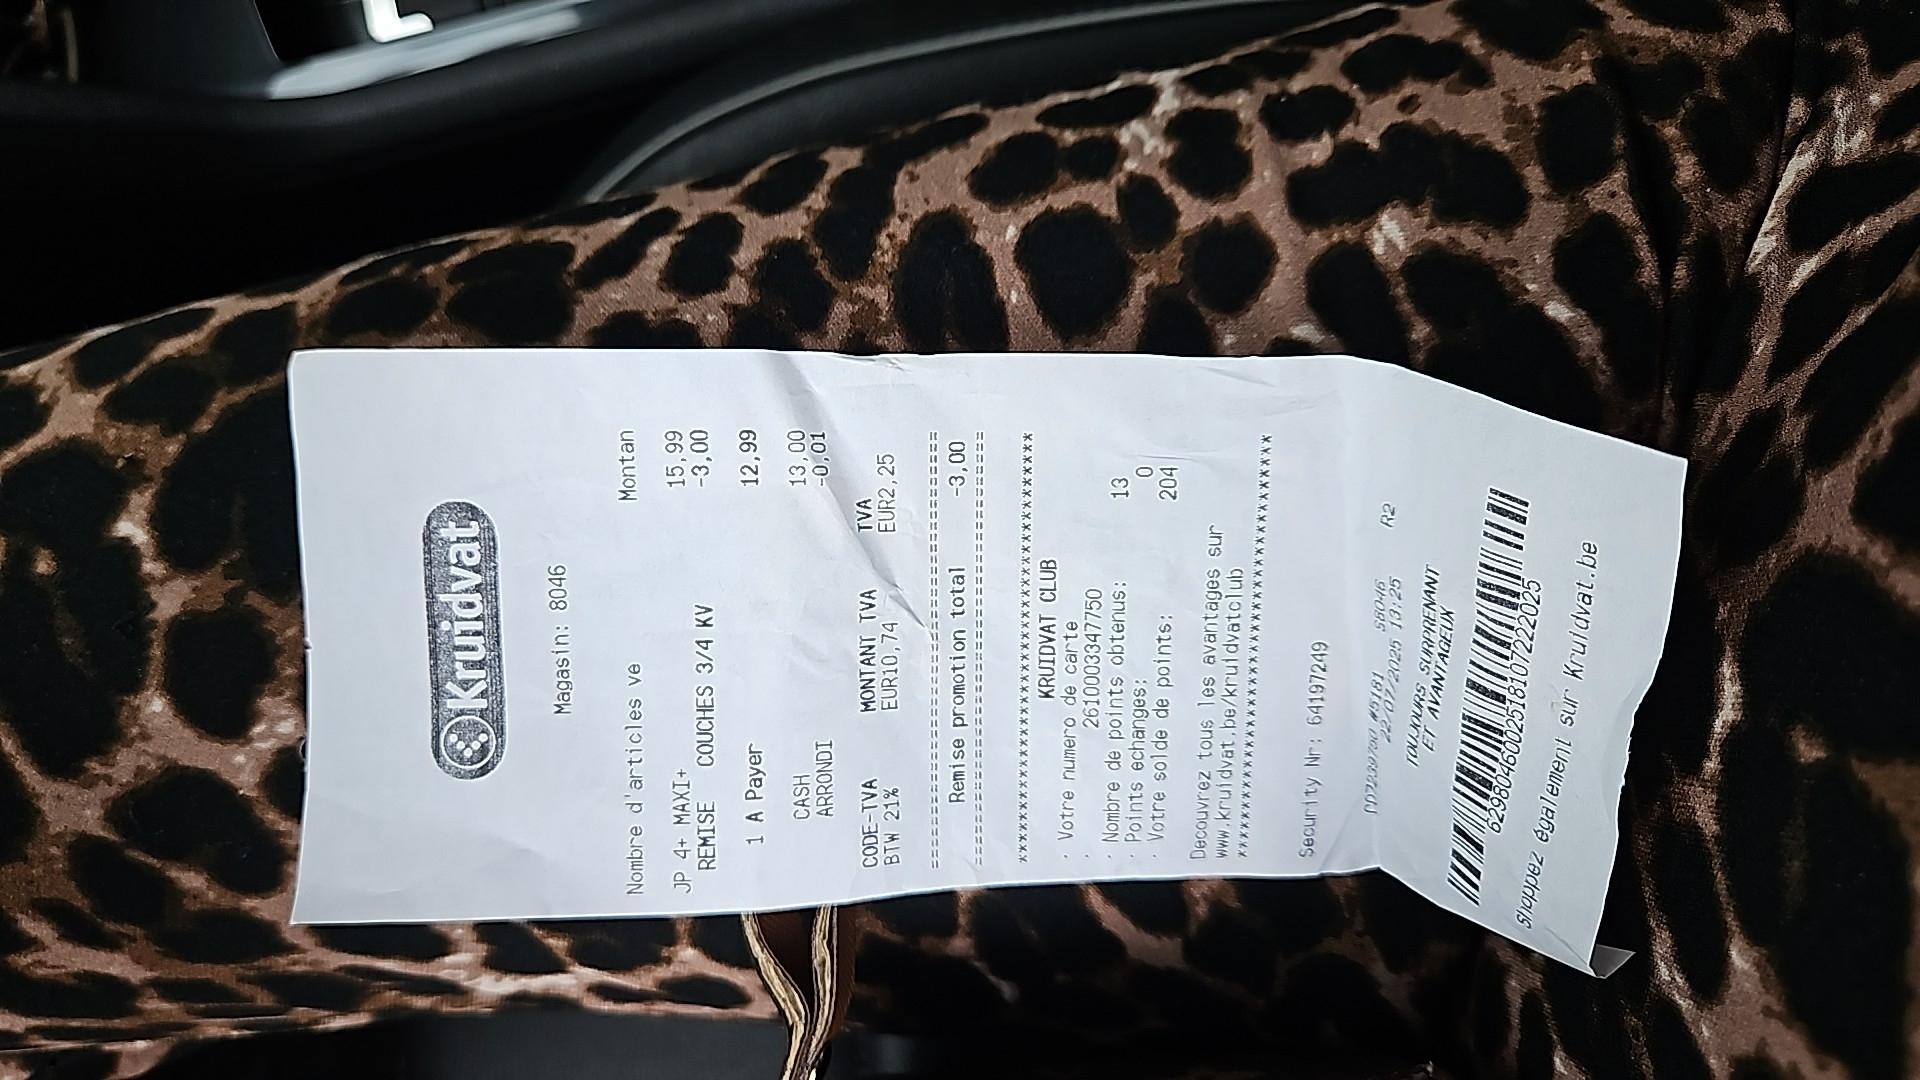 Kruidvat
Magasin: 8046
Nombre d'articles ve Montan
JP 4+ MAXI+ 15,99
REMISE COUCHES 3/4 KV -3,00
1 A Payer 12,99
CASH 13,00
ARRONDI -0,01
CODE-TVA MONTANT TVA TVA
BTW 21% EUR10,74 EUR2,25
================================
Remise promotion total -3,00
================================
************************************
KRUIDVAT CLUB
· Votre numero de carte
· 2610003347750
· Nombre de points obtenus: 13
· Points echanges: 0
· Votre solde de points: 204
Decouvrez tous les avantages sur
www.kruidvat.be/kruidvatclub
************************************
Security Nr: 64197249
#5181 S8046 R2
22/07/2025 13:25
TOUJOURS SURPRENANT
ET AVANTAGEUX
6298046002518107222025
Shoppez également sur Kruidvat.be